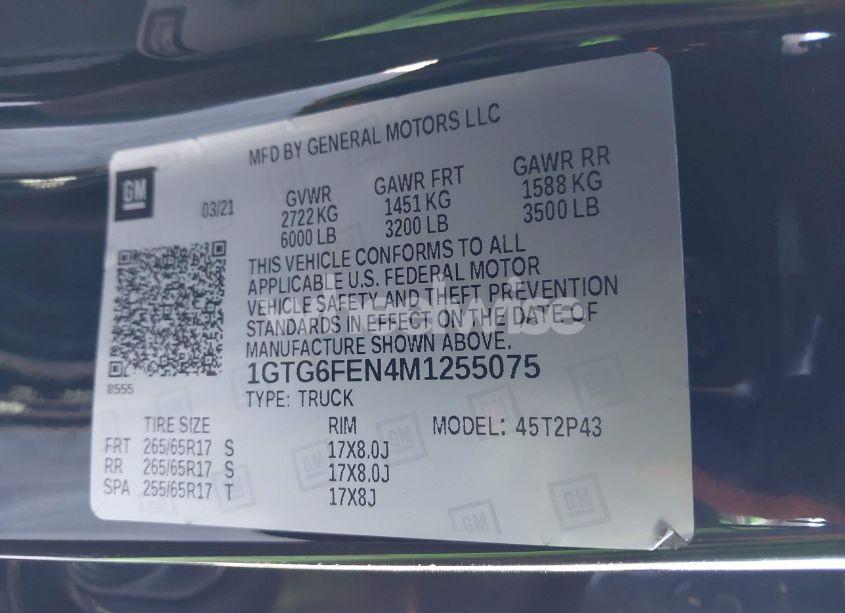 MFD BY GENERAL MOTORS LLC
GM
03/21
GVWR
2722 KG
6000 LB
GAWR FRT
1451 KG
3200 LB
GAWR RR
1588 KG
3500 LB
THIS VEHICLE CONFORMS TO ALL
APPLICABLE U.S. FEDERAL MOTOR
VEHICLE SAFETY AND THEFT PREVENTION
STANDARDS IN EFFECT ON THE DATE OF
MANUFACTURE SHOWN ABOVE.
8555
1GTG6FEN4M1255075
TYPE: TRUCK
TIRE SIZE RIM MODEL: 45T2P43
FRT 265/65R17 S 17X8.0J
RR 265/65R17 S 17X8.0J
SPA 255/65R17 T 17X8J
GM
GM
GM